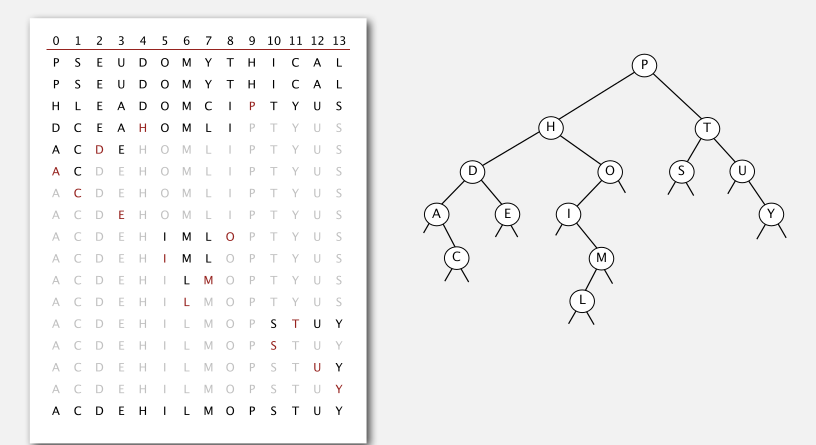 0 1 2 3 4 5 6 7 8 9 10 11 12 13
P S E U D O M Y T H I C A L
P S E U D O M Y T H I C A L
H L E A D O M C I P T Y U S
D C E A H O M L I P T Y U S
A C D E H O M L I P T Y U S
A C D E H O M L I P T Y U S
A C D E H O M L I P T Y U S
A C D E H O M L I P T Y U S
A C D E H I M L O P T Y U S
A C D E H I M L O P T Y U S
A C D E H I L M O P T Y U S
A C D E H I L M O P T Y U S
A C D E H I L M O P S T U Y
A C D E H I L M O P S T U Y
A C D E H I L M O P S T U Y
A C D E H I L M O P S T U Y
A C D E H I L M O P S T U Y
P
H T
D O S U
A E I Y
C M
L